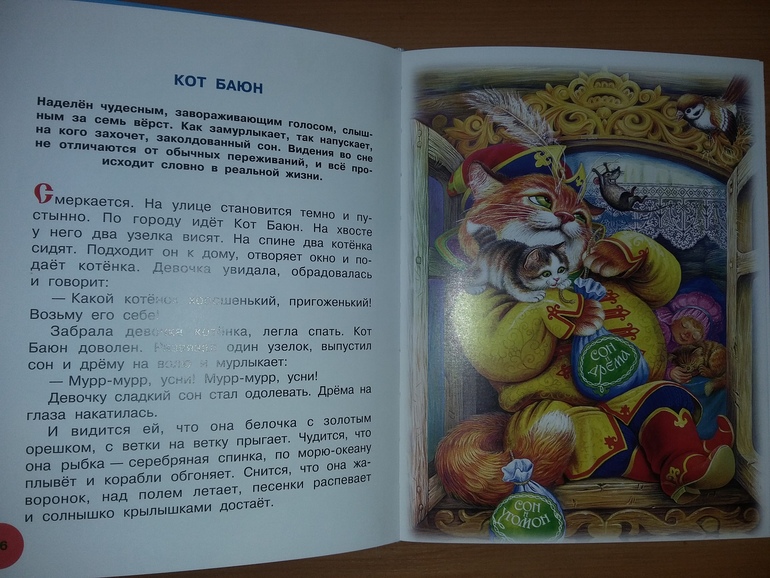 КОТ БАЮН
Наделён чудесным, завораживающим голосом, слыш-
ным за семь вёрст. Как замурлыкает, так напускает,
на кого захочет, заколдованный сон. Видения во сне
не отличаются от обычных переживаний, и всё про-
исходит словно в реальной жизни.
Смеркается. На улице становится темно и пу-
стынно. По городу идёт Кот Баюн. На хвосте
у него два узелка висят. На спине два котёнка
сидят. Подходит он к дому, отворяет окно и по-
даёт котёнка. Девочка увидала, обрадовалась
и говорит:
— Какой котёнок хорошенький, пригоженький!
Возьму его себе!
Забрала девочка котёнка, легла спать. Кот
Баюн доволен. один узелок, выпустил
сон и дрёму на волю и мурлыкает:
— Мурр-мурр, усни! Мурр-мурр, усни!
Девочку сладкий сон стал одолевать. Дрёма на
глаза накатилась.
И видится ей, что она белочка с золотым
орешком, с ветки на ветку прыгает. Чудится, что
она рыбка — серебряная спинка, по морю-океану
плывёт и корабли обгоняет. Снится, что она жа-
воронок, над полем летает, песенки распевает
и солнышко крылышками достаёт.
6
СОН
и
ДРЁМА
СОН
и
УГОМОН